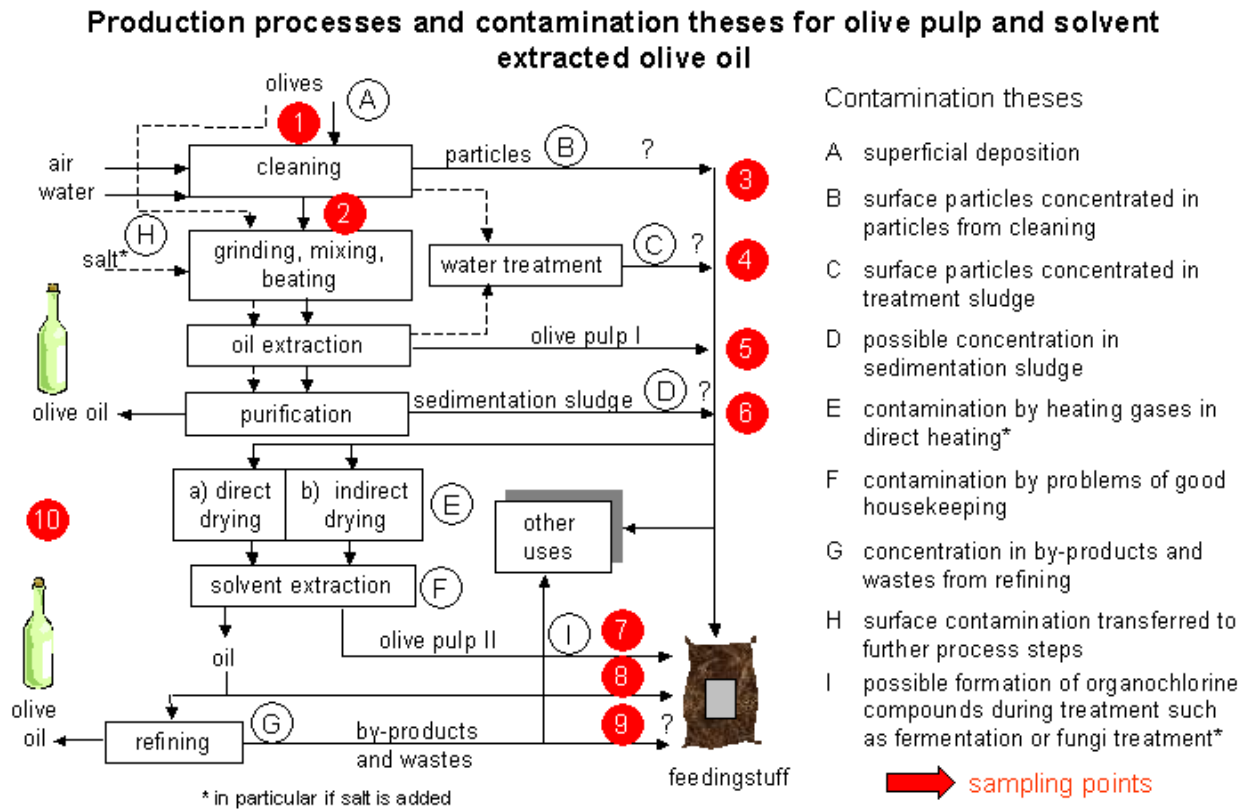 Production processes and contamination theses for olive pulp and solvent
extracted olive oil
olives
A
1
air
water
cleaning
particles
B
?
3
2
H
salt*
grinding, mixing,
beating
water treatment
C
?
4
oil extraction
olive pulp I
5
olive oil
purification
sedimentation sludge
D
?
6
a) direct
drying
b) indirect
drying
E
other
uses
10
solvent extraction
F
oil
olive pulp II
I
7
8
olive
oil
refining
G
by-products
and wastes
9
?
feedingstuff
* in particular if salt is added
Contamination theses
A superficial deposition
B surface particles concentrated in
particles from cleaning
C surface particles concentrated in
treatment sludge
D possible concentration in
sedimentation sludge
E contamination by heating gases in
direct heating*
F contamination by problems of good
housekeeping
G concentration in by-products and
wastes from refining
H surface contamination transferred to
further process steps
I possible formation of organochlorine
compounds during treatment such
as fermentation or fungi treatment*
sampling points